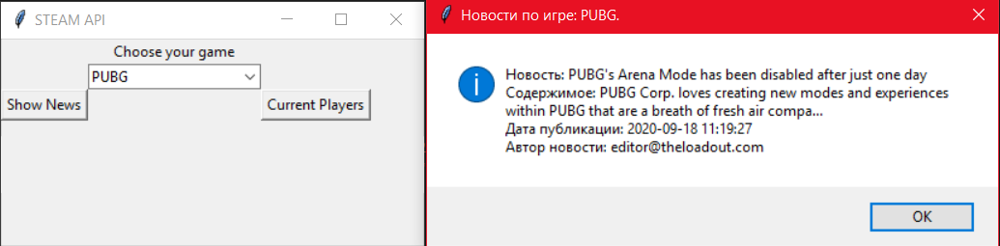 STEAM API
Choose your game
PUBG
Show News
Current Players
Новости по игре: PUBG.
Новость: PUBG's Arena Mode has been disabled after just one day
Содержимое: PUBG Corp. loves creating new modes and experiences
within PUBG that are a breath of fresh air compa...
Дата публикации: 2020-09-18 11:19:27
Автор новости: editor@theloadout.com
OK